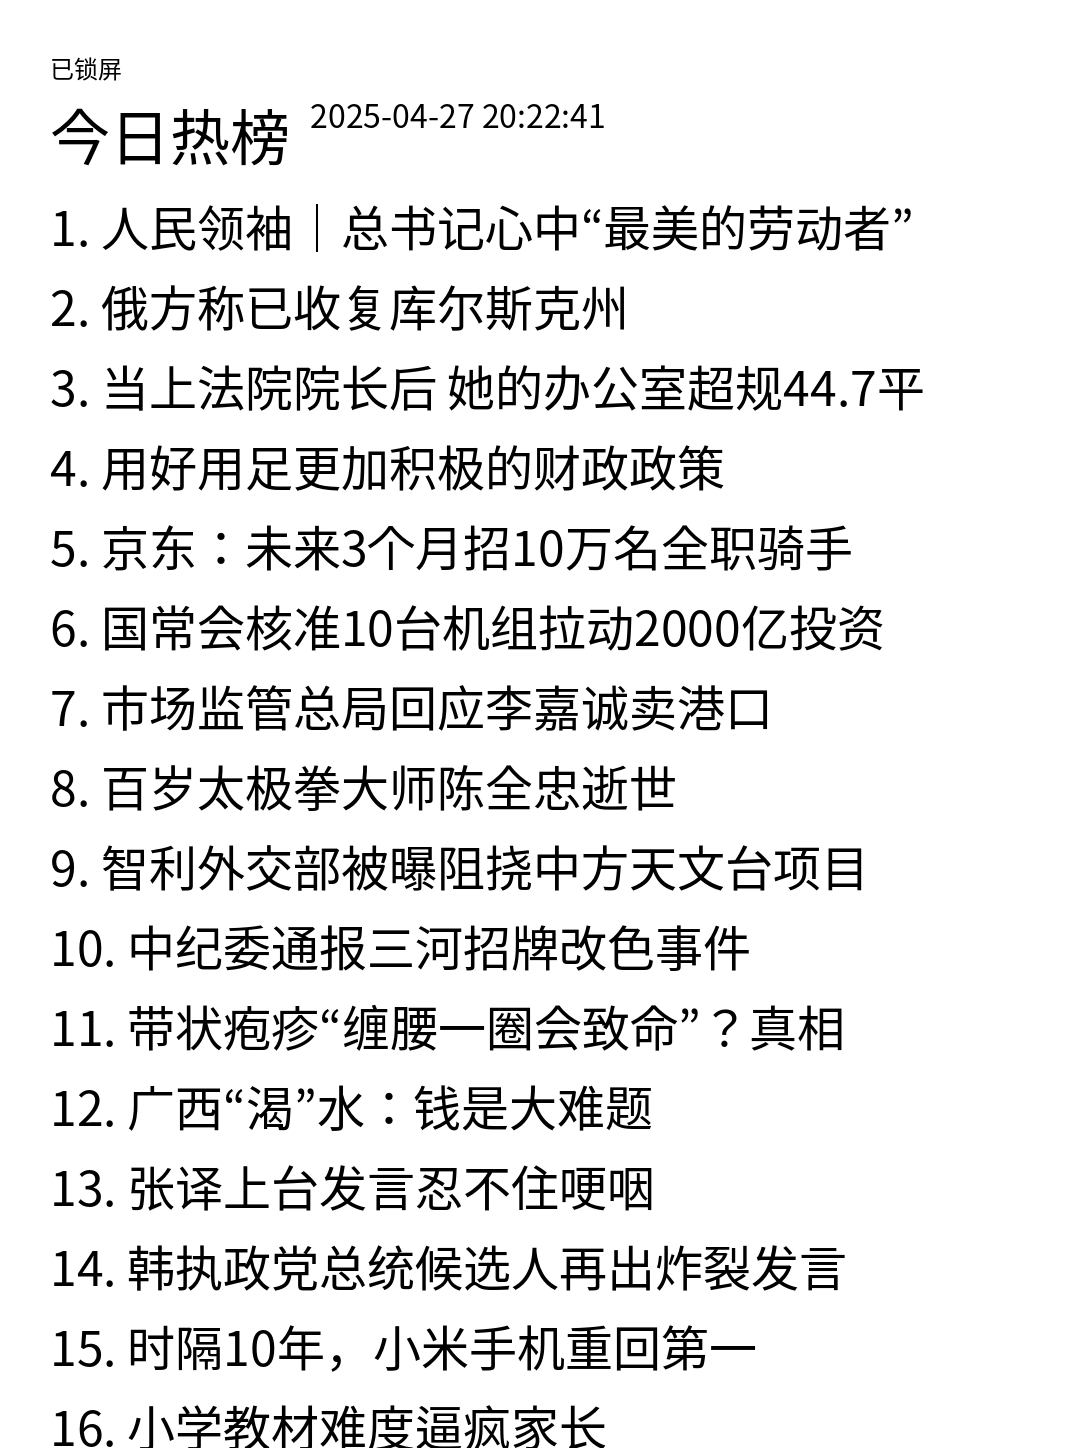 已锁屏
今日热榜 2025-04-27 20:22:41
1. 人民领袖｜总书记心中“最美的劳动者”
2. 俄方称已收复库尔斯克州
3. 当上法院院长后 她的办公室超规44.7平
4. 用好用足更加积极的财政政策
5. 京东：未来3个月招10万名全职骑手
6. 国常会核准10台机组拉动2000亿投资
7. 市场监管总局回应李嘉诚卖港口
8. 百岁太极拳大师陈全忠逝世
9. 智利外交部被曝阻挠中方天文台项目
10. 中纪委通报三河招牌改色事件
11. 带状疱疹“缠腰一圈会致命”？真相
12. 广西“渴”水：钱是大难题
13. 张译上台发言忍不住哽咽
14. 韩执政党总统候选人再出炸裂发言
15. 时隔10年，小米手机重回第一
16. 小学教材难度逼疯家长